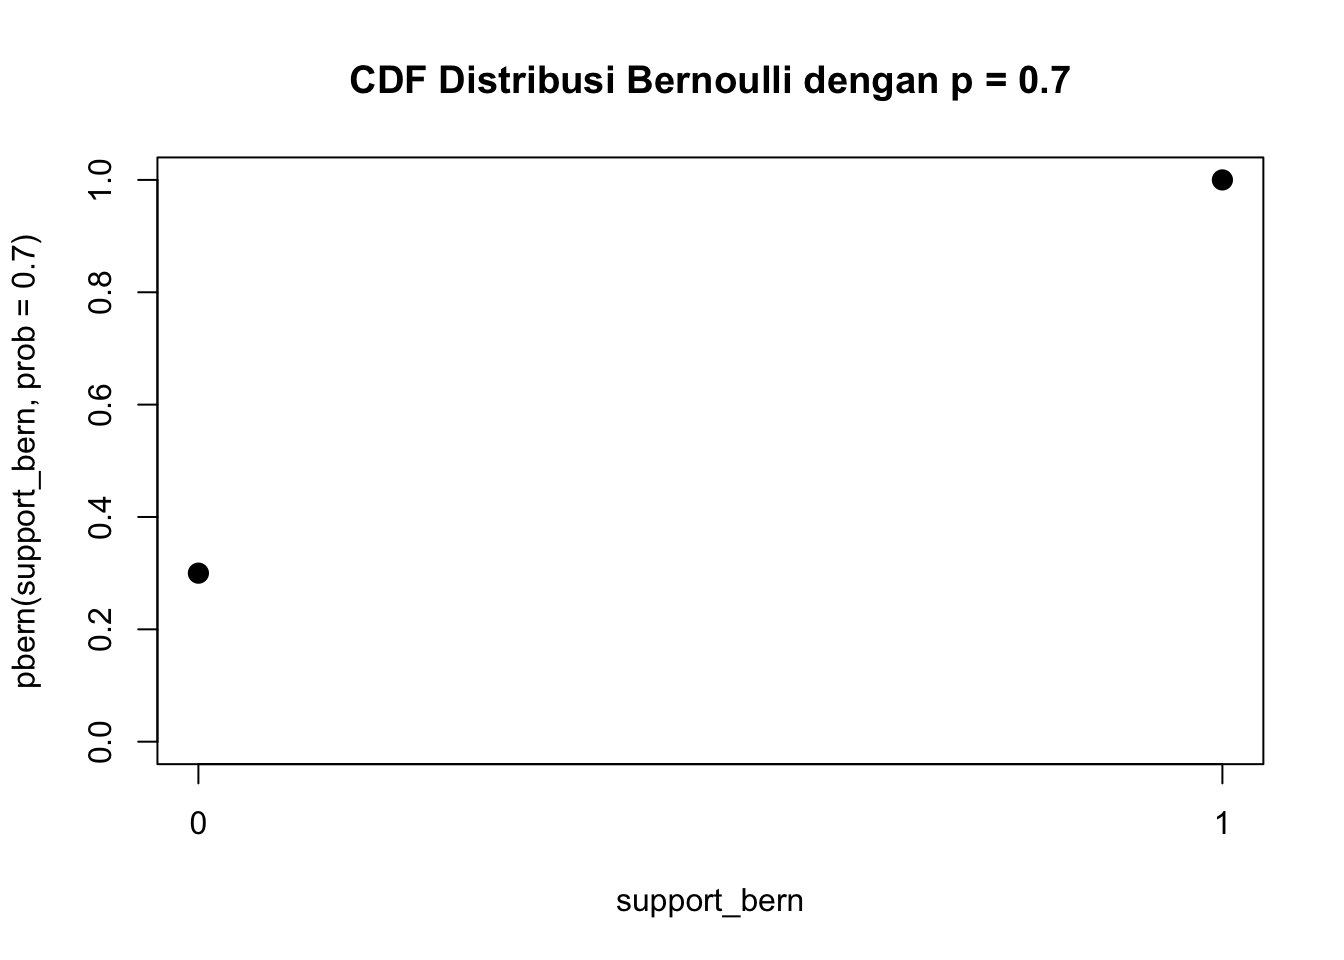 CDF Distribusi Bernoulli dengan p = 0.7
pbern(support_bern, prob = 0.7)
1.0
0.8
0.6
0.4
0.2
0.0
0 1
support_bern